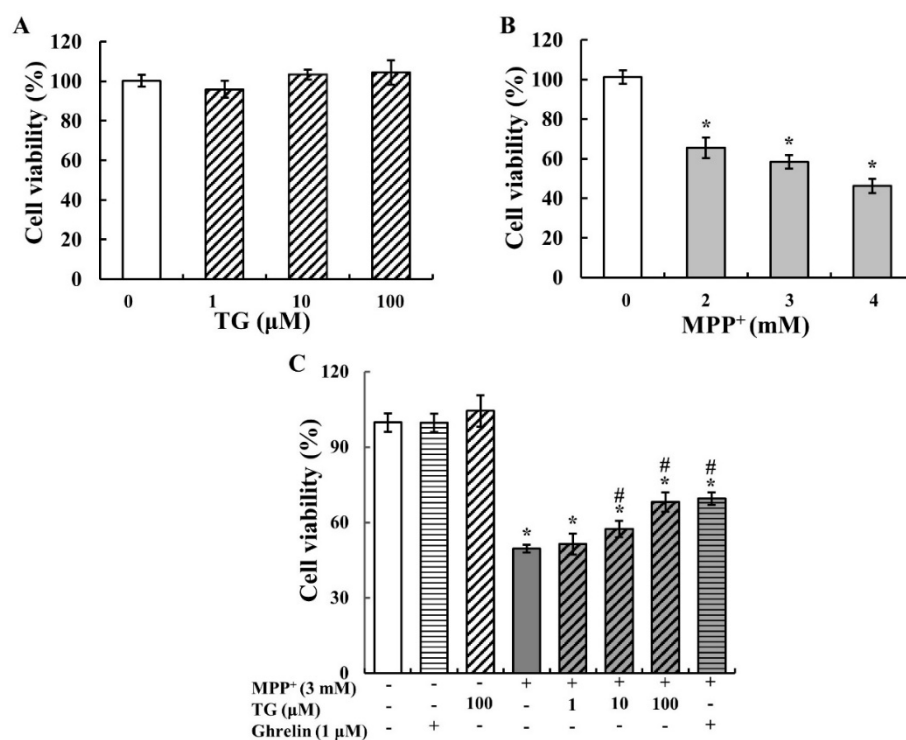 A
Cell viability (%)
120
100
80
60
40
20
0
0 1 10 100
TG (μM)
B
Cell viability (%)
120
100
80
60
40
20
0
* * *
0 2 3 4
MPP⁺ (mM)
C
Cell viability (%)
120
90
60
30
0
# # #
* * * * *
MPP⁺ (3 mM) - - - + + + + +
TG (μM) - - 100 - 1 10 100 -
Ghrelin (1 μM) - + - - - - - +